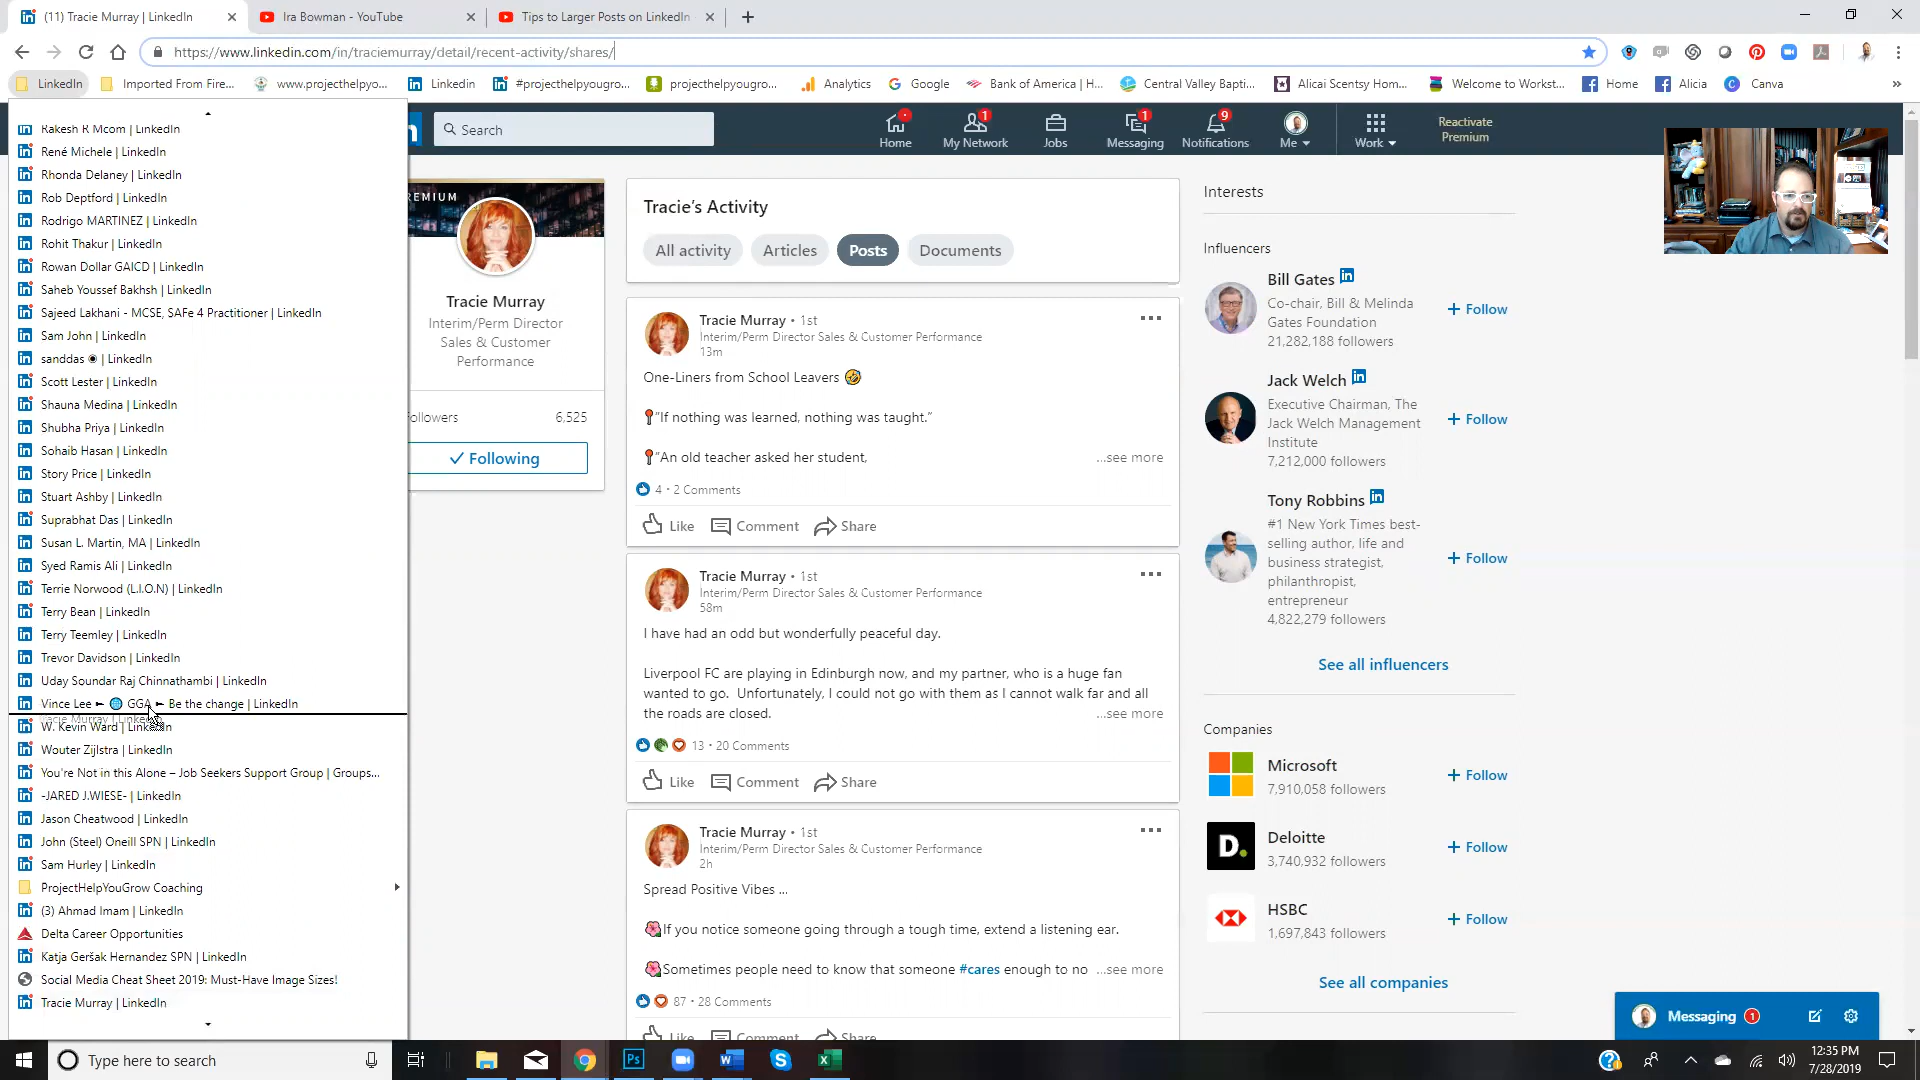 (11) Tracie Murray | LinkedIn
Ira Bowman - YouTube
Tips to Larger Posts on LinkedIn
https://www.linkedin.com/in/traciemurray/detail/recent-activity/shares/
LinkedIn
Imported From Fire...
www.projecthelpyo...
Linkedin
#projecthelpyougro...
projecthelpyougro...
Analytics
Google
Bank of America | H...
Central Valley Bapti...
Alicai Scentsy Hom...
Welcome to Workst...
Home
Alicia
Canva
Rakesh R Mcom | LinkedIn
René Michele | LinkedIn
Rhonda Delaney | LinkedIn
Rob Deptford | LinkedIn
Rodrigo MARTINEZ | LinkedIn
Rohit Thakur | LinkedIn
Rowan Dollar GAICD | LinkedIn
Saheb Youssef Bakhsh | LinkedIn
Sajeed Lakhani - MCSE, SAFe 4 Practitioner | LinkedIn
Sam John | LinkedIn
sanddas ◉ | LinkedIn
Scott Lester | LinkedIn
Shauna Medina | LinkedIn
Shubha Priya | LinkedIn
Sohaib Hasan | LinkedIn
Story Price | LinkedIn
Stuart Ashby | LinkedIn
Suprabhat Das | LinkedIn
Susan L. Martin, MA | LinkedIn
Syed Ramis Ali | LinkedIn
Terrie Norwood (L.I.O.N) | LinkedIn
Terry Bean | LinkedIn
Terry Teemley | LinkedIn
Trevor Davidson | LinkedIn
Uday Soundar Raj Chinnathambi | LinkedIn
Vince Lee ► 🌐 GGA ► Be the change | LinkedIn
Tracie Murray | LinkedIn
W. Kevin Ward | LinkedIn
Wouter Zijlstra | LinkedIn
You're Not in this Alone – Job Seekers Support Group | Groups...
-JARED J.WIESE- | LinkedIn
Jason Cheatwood | LinkedIn
John (Steel) Oneill SPN | LinkedIn
Sam Hurley | LinkedIn
ProjectHelpYouGrow Coaching
(3) Ahmad Imam | LinkedIn
Delta Career Opportunities
Katja Geršak Hernandez SPN | LinkedIn
Social Media Cheat Sheet 2019: Must-Have Image Sizes!
Tracie Murray | LinkedIn
Search
Home
My Network 1
Jobs
Messaging 1
Notifications 9
Me
Work
Reactivate
Premium
EMIUM
Tracie Murray
Interim/Perm Director
Sales & Customer
Performance
ollowers 6,525
✓ Following
Tracie's Activity
All activity
Articles
Posts
Documents
Tracie Murray • 1st
Interim/Perm Director Sales & Customer Performance
13m
One-Liners from School Leavers 🤣
📍"If nothing was learned, nothing was taught."
📍"An old teacher asked her student, ...see more
4 • 2 Comments
Like Comment Share
Tracie Murray • 1st
Interim/Perm Director Sales & Customer Performance
58m
I have had an odd but wonderfully peaceful day.
Liverpool FC are playing in Edinburgh now, and my partner, who is a huge fan
wanted to go. Unfortunately, I could not go with them as I cannot walk far and all
the roads are closed. ...see more
13 • 20 Comments
Like Comment Share
Tracie Murray • 1st
Interim/Perm Director Sales & Customer Performance
2h
Spread Positive Vibes ...
🌺If you notice someone going through a tough time, extend a listening ear.
🌺Sometimes people need to know that someone #cares enough to no ...see more
87 • 28 Comments
Like Comment Share
Interests
Influencers
Bill Gates
Co-chair, Bill & Melinda
Gates Foundation
21,282,188 followers
+ Follow
Jack Welch
Executive Chairman, The
Jack Welch Management
Institute
7,212,000 followers
+ Follow
Tony Robbins
#1 New York Times best-
selling author, life and
business strategist,
philanthropist,
entrepreneur
4,822,279 followers
+ Follow
See all influencers
Companies
Microsoft
7,910,058 followers
+ Follow
D.
Deloitte
3,740,932 followers
+ Follow
HSBC
1,697,843 followers
+ Follow
See all companies
Messaging 1
Type here to search
12:35 PM
7/28/2019